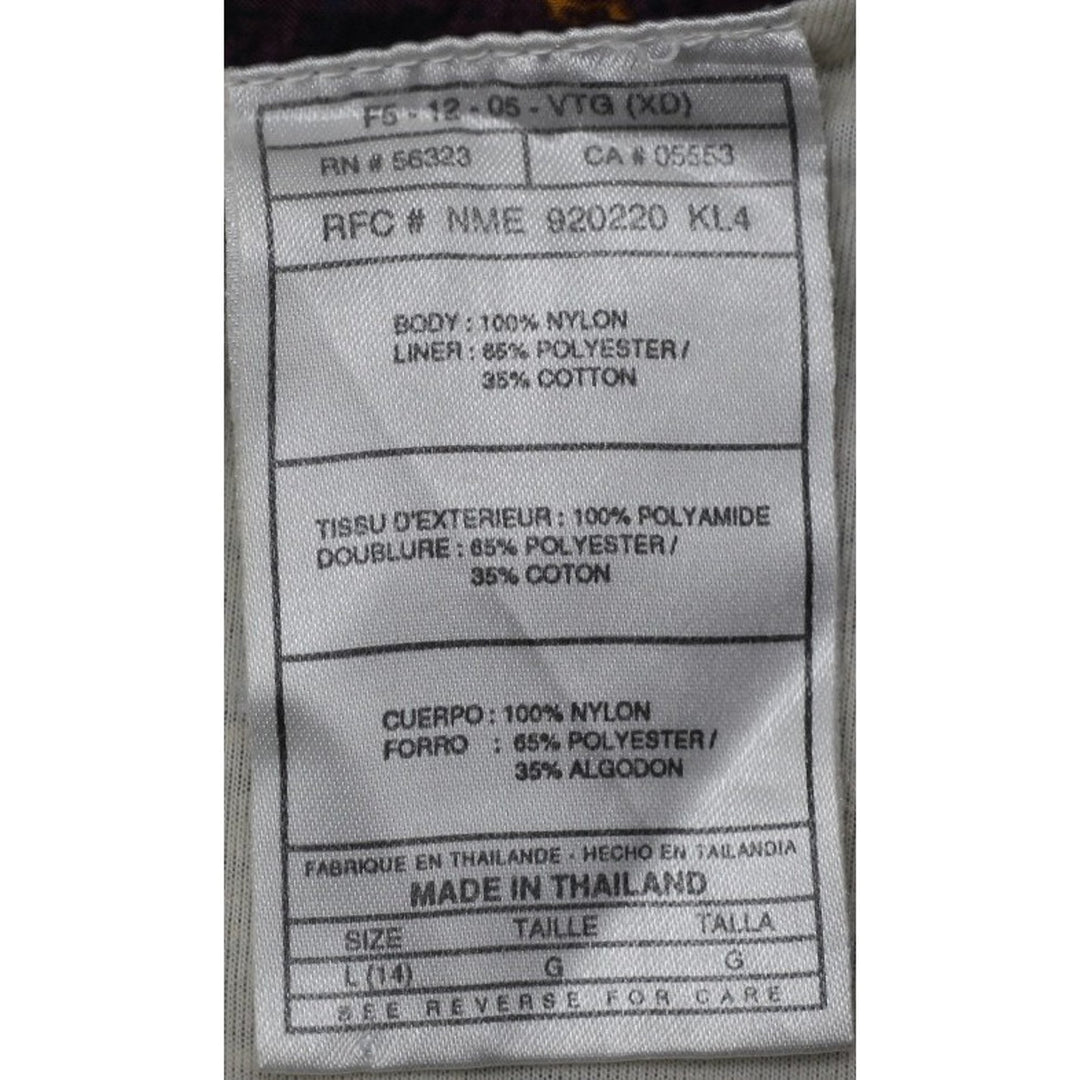 F5 - 12 - 05 - VTG (XD)
RN # 56323 CA # 05553
RFC # NME 920220 KL4
BODY : 100% NYLON
LINER : 65% POLYESTER /
35% COTTON
TISSU D'EXTERIEUR : 100% POLYAMIDE
DOUBLURE : 65% POLYESTER /
35% COTON
CUERPO : 100% NYLON
FORRO : 65% POLYESTER /
35% ALGODON
FABRIQUE EN THAILANDE - HECHO EN TAILANDIA
MADE IN THAILAND
SIZE TAILLE TALLA
L (14) G G
SEE REVERSE FOR CARE